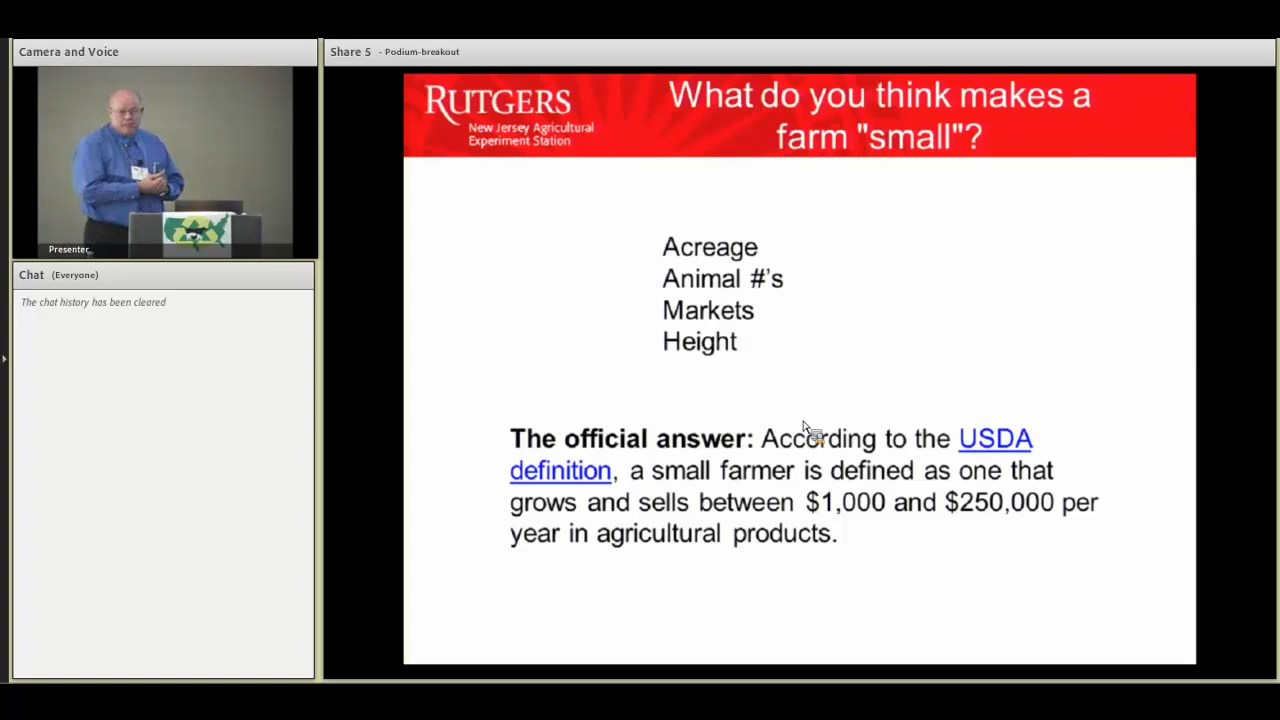 Camera and Voice
Share 5 - Podium-breakout
Presenter
Chat (Everyone)
The chat history has been cleared
RUTGERS
New Jersey Agricultural
Experiment Station
What do you think makes a
farm "small"?
Acreage
Animal #'s
Markets
Height
The official answer: According to the USDA
definition, a small farmer is defined as one that
grows and sells between $1,000 and $250,000 per
year in agricultural products.